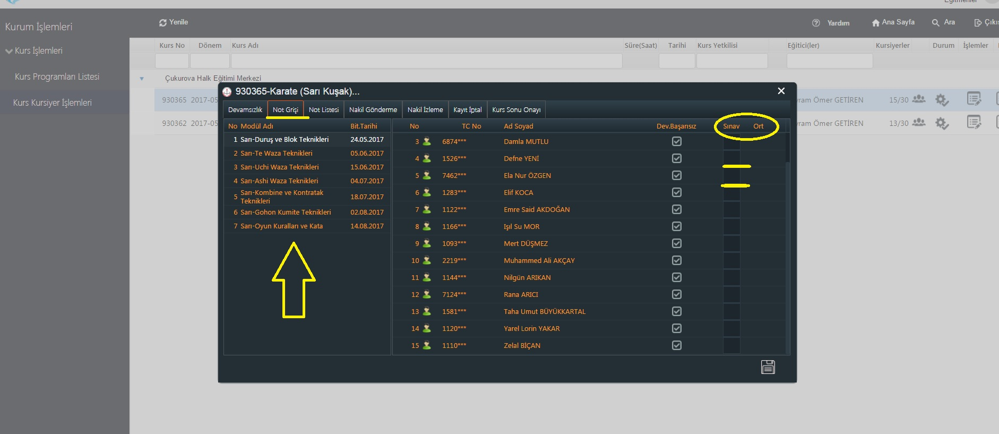 Eğitmenler
Kurum İşlemleri
Yenile
Yardım
Ana Sayfa
Ara
Kurs İşlemleri
Kurs Programları Listesi
Kurs Kursiyer İşlemleri
Kurs No Dönem Kurs Adı Süre(Saat) Tarihi Kurs Yetkilisi Eğitici(ler) Kursiyerler Durum İşlemler
Çukurova Halk Eğitimi Merkezi
930365 2017-05 Ömer GETİREN 15/30
930362 2017-05 Ömer GETİREN 13/30
930365-Karate (Sarı Kuşak)...
Devamsızlık Not Grişi Not Listesi Nakil Gönderme Nakil İzleme Kayıt İptal Kurs Sonu Onayı
No Modül Adı Bit.Tarihi
1 Sarı-Duruş ve Blok Teknikleri 24.05.2017
2 Sarı-Te Waza Teknikleri 05.06.2017
3 Sarı-Uchi Waza Teknikleri 15.06.2017
4 Sarı-Ashi Waza Teknikleri 04.07.2017
5 Sarı-Kombine ve Kontratak
Teknikleri 18.07.2017
6 Sarı-Gohon Kumite Teknikleri 02.08.2017
7 Sarı-Oyun Kuralları ve Kata 14.08.2017
No TC No Ad Soyad Dev.Başarısız Sınav Ort
3 6874*** Damla MUTLU
4 1526*** Defne YENİ
5 7462*** Ela Nur ÖZGEN
6 1283*** Elif KOCA
7 1122*** Emre Said AKDOĞAN
8 1166*** Işıl Su MOR
9 1093*** Mert DÜŞMEZ
10 2219*** Muhammed Ali AKÇAY
11 1144*** Nilgün ARIKAN
12 7124*** Rana ARICI
13 1581*** Taha Umut BÜYÜKKARTAL
14 1120*** Yarel Lorin YAKAR
15 1110*** Zelal BİÇAN